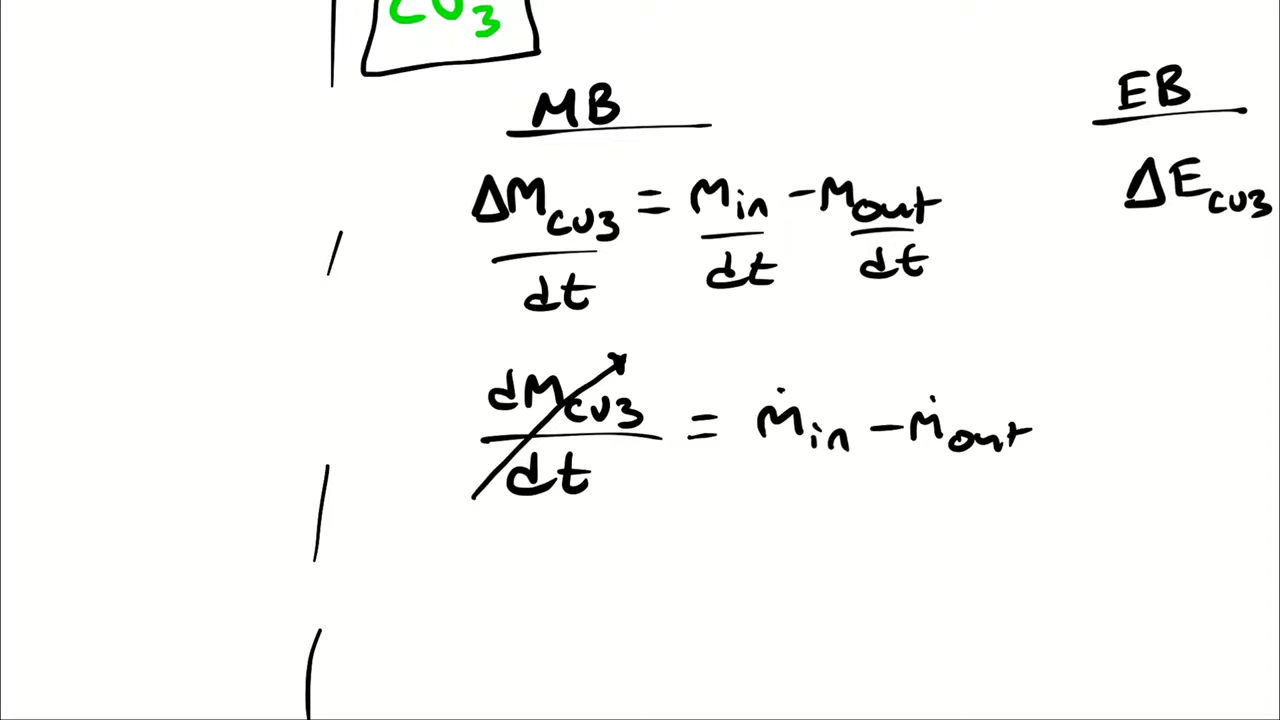 CV3
MB
EB
ΔM_CV3 / dt = m_in / dt − m_out / dt
ΔE_CV3
dM_CV3 / dt = ṁ_in − ṁ_out